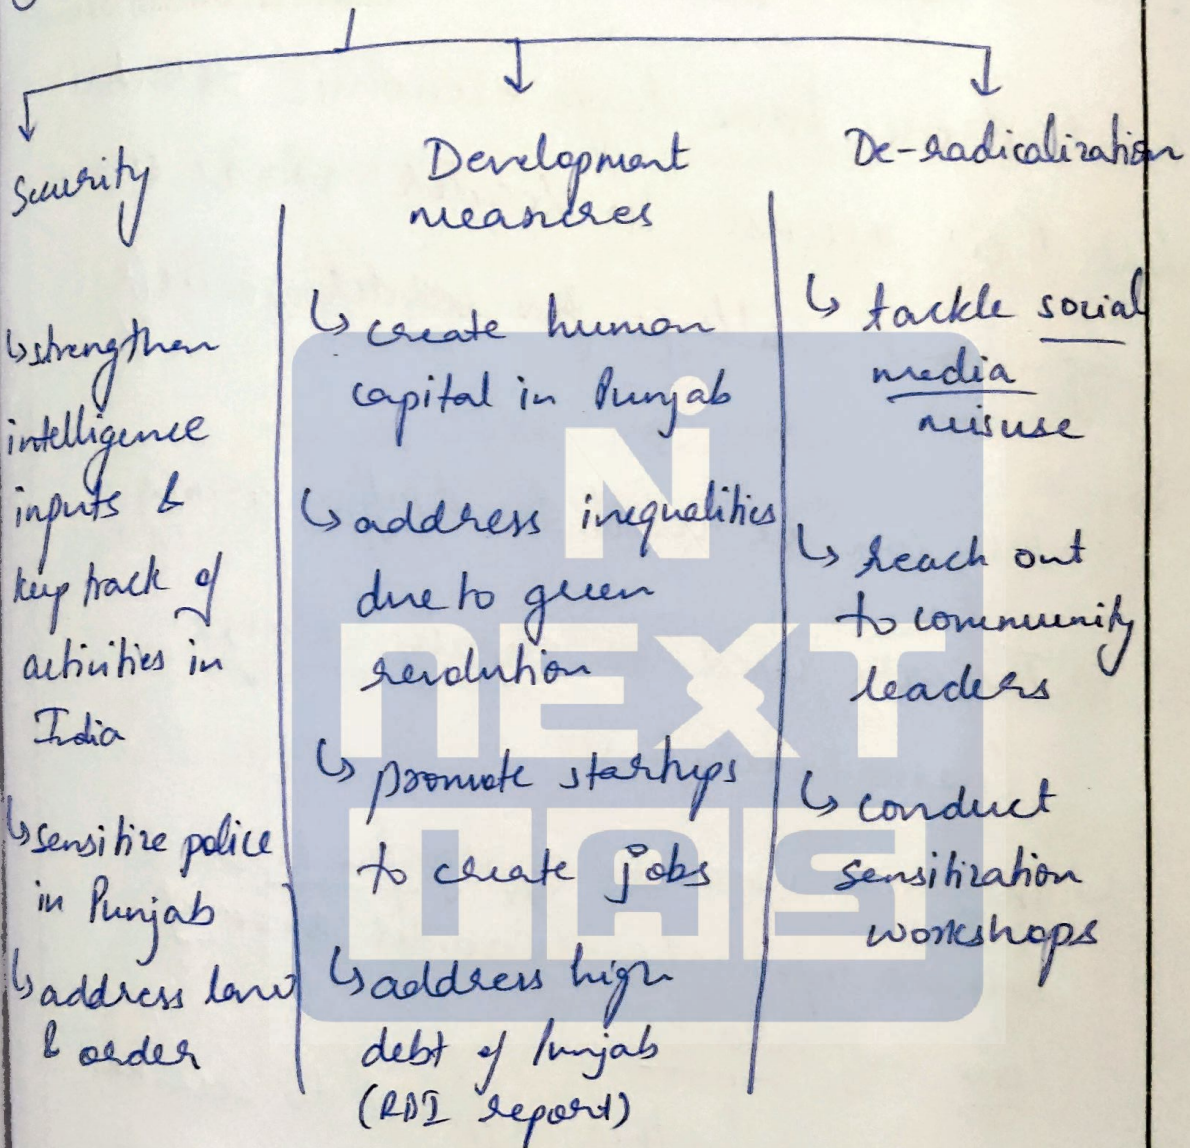 Security
↳ strengthen
intelligence
inputs &
keep track of
activities in
India
↳ sensitize police
in Punjab
↳ address law
& order
Development
measures
↳ create human
capital in Punjab
↳ address inequalities
due to green
revolution
↳ promote startups
to create jobs
↳ address high
debt of Punjab
(RBI report)
De-radicalization
↳ tackle social
media
misuse
↳ reach out
to community
leaders
↳ conduct
sensitization
workshops
NEXT
IAS